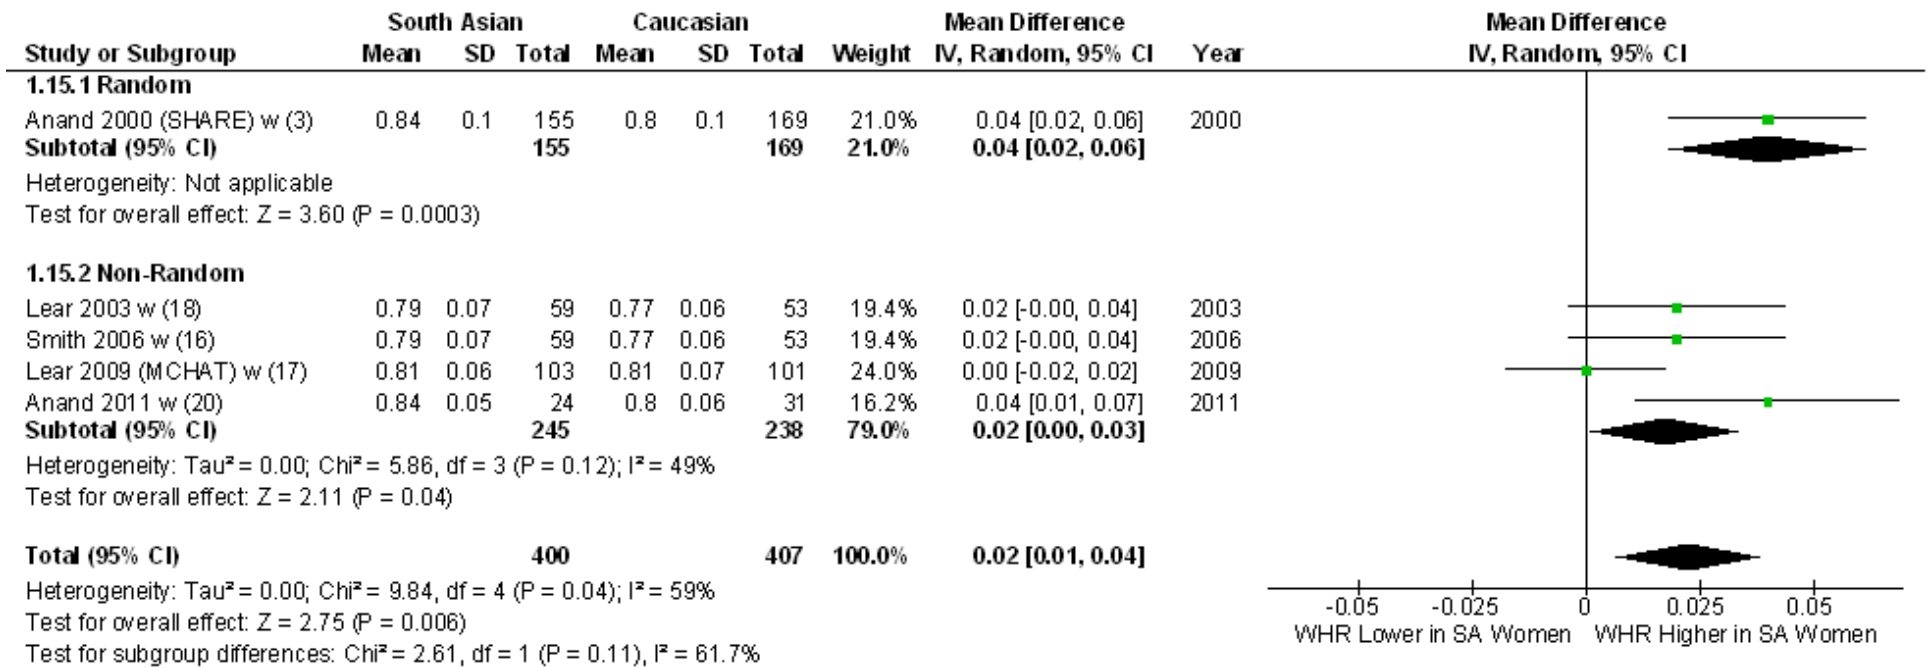 South Asian Caucasian Mean Difference Mean Difference
Study or Subgroup Mean SD Total Mean SD Total Weight IV, Random, 95% CI Year IV, Random, 95% CI
1.15.1 Random
Anand 2000 (SHARE) w (3) 0.84 0.1 155 0.8 0.1 169 21.0% 0.04 [0.02, 0.06] 2000
Subtotal (95% CI) 155 169 21.0% 0.04 [0.02, 0.06]
Heterogeneity: Not applicable
Test for overall effect: Z = 3.60 (P = 0.0003)
1.15.2 Non-Random
Lear 2003 w (18) 0.79 0.07 59 0.77 0.06 53 19.4% 0.02 [-0.00, 0.04] 2003
Smith 2006 w (16) 0.79 0.07 59 0.77 0.06 53 19.4% 0.02 [-0.00, 0.04] 2006
Lear 2009 (MCHAT) w (17) 0.81 0.06 103 0.81 0.07 101 24.0% 0.00 [-0.02, 0.02] 2009
Anand 2011 w (20) 0.84 0.05 24 0.8 0.06 31 16.2% 0.04 [0.01, 0.07] 2011
Subtotal (95% CI) 245 238 79.0% 0.02 [0.00, 0.03]
Heterogeneity: Tau² = 0.00; Chi² = 5.86, df = 3 (P = 0.12); I² = 49%
Test for overall effect: Z = 2.11 (P = 0.04)
Total (95% CI) 400 407 100.0% 0.02 [0.01, 0.04]
Heterogeneity: Tau² = 0.00; Chi² = 9.84, df = 4 (P = 0.04); I² = 59%
Test for overall effect: Z = 2.75 (P = 0.006)
Test for subgroup differences: Chi² = 2.61, df = 1 (P = 0.11), I² = 61.7%
-0.05 -0.025 0 0.025 0.05
WHR Lower in SA Women WHR Higher in SA Women